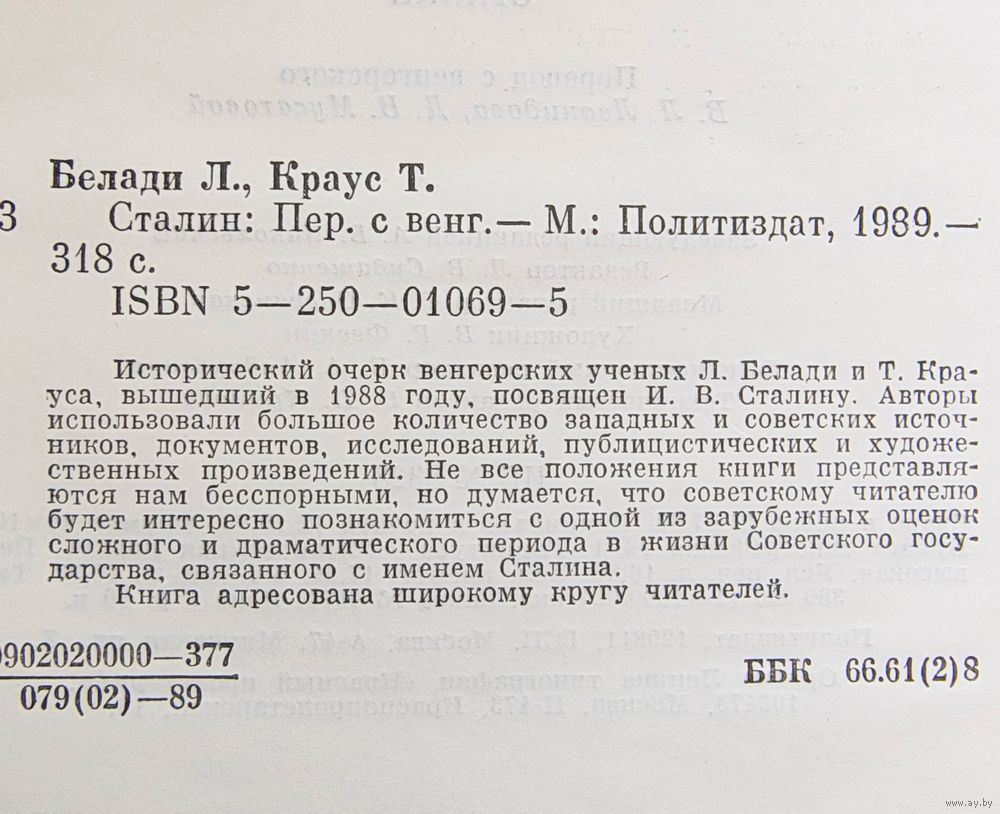 Белади Л., Краус Т.
3 Сталин: Пер. с венг.— М.: Политиздат, 1989.—
318 с.
ISBN 5—250—01069—5
Исторический очерк венгерских ученых Л. Белади и Т. Кра-
уса, вышедший в 1988 году, посвящен И. В. Сталину. Авторы
использовали большое количество западных и советских источ-
ников, документов, исследований, публицистических и художе-
ственных произведений. Не все положения книги представля-
ются нам бесспорными, но думается, что советскому читателю
будет интересно познакомиться с одной из зарубежных оценок
сложного и драматического периода в жизни Советского госу-
дарства, связанного с именем Сталина.
Книга адресована широкому кругу читателей.
0902020000—377
079(02)—89
ББК 66.61(2)8
www.ay.by